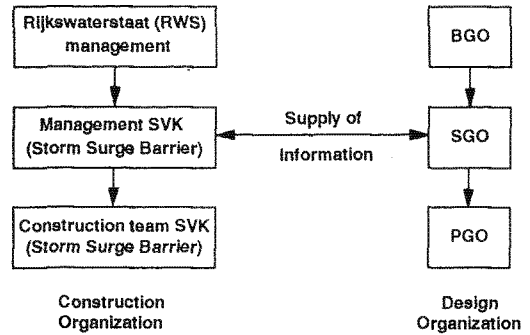 Rijkswaterstaat (RWS)
management
BGO
Management SVK
(Storm Surge Barrier)
Supply of
Information
SGO
Construction team SVK
(Storm Surge Barrier)
PGO
Construction
Organization
Design
Organization